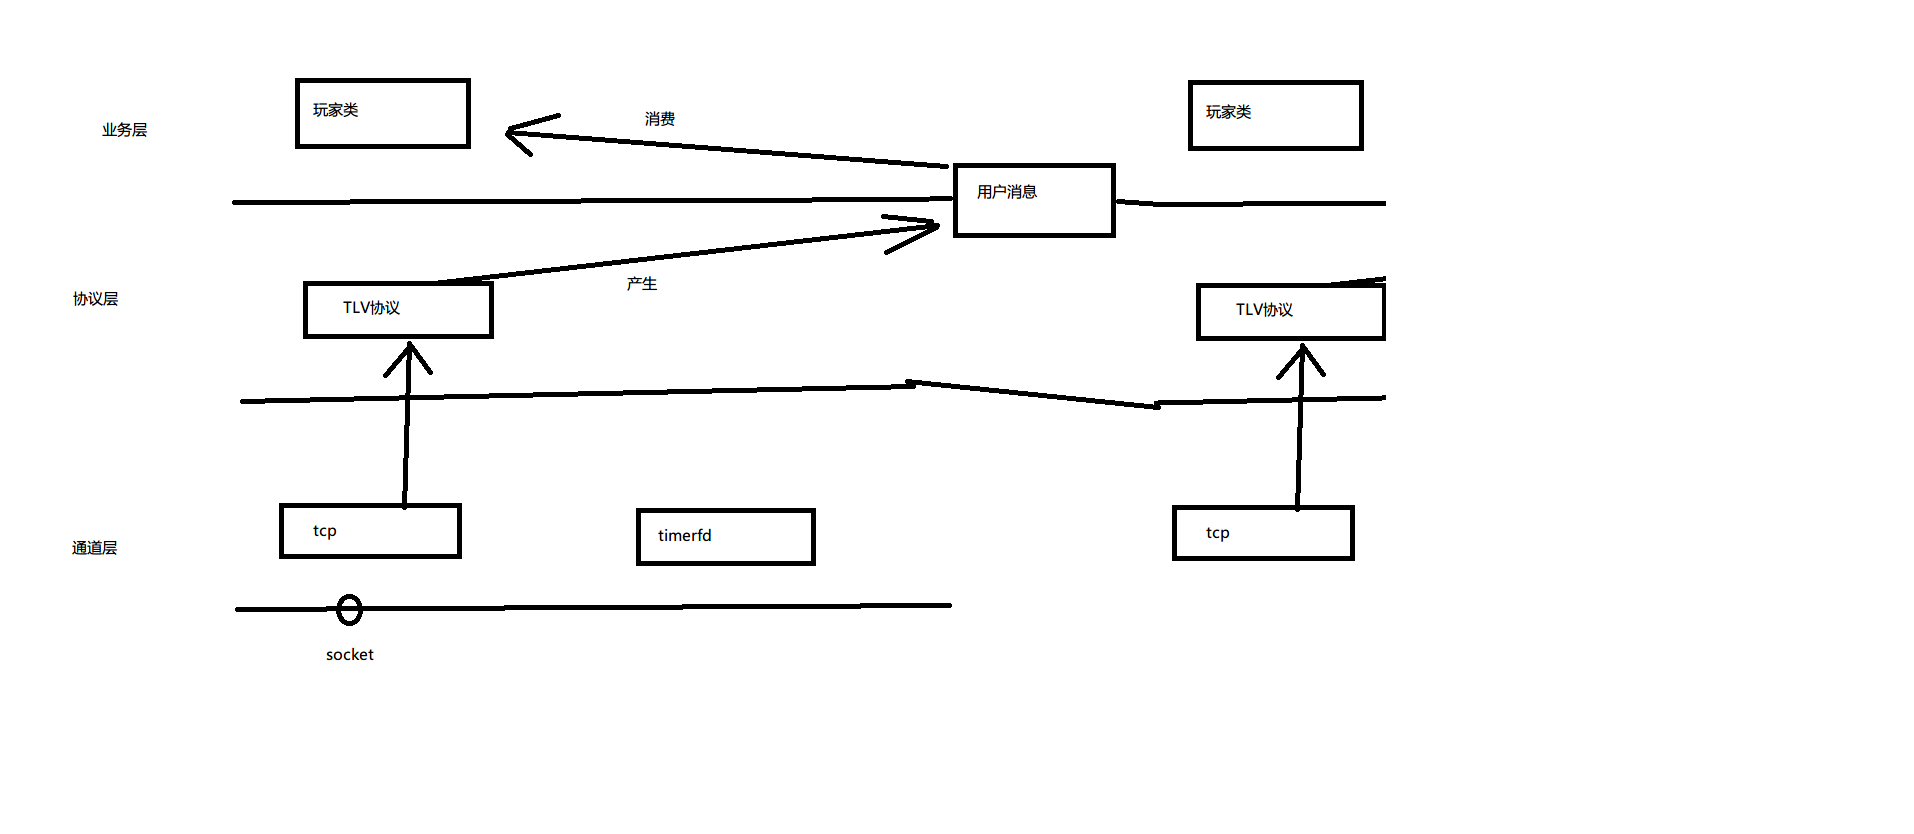 玩家类
玩家类
消费
业务层
用户消息
产生
协议层
TLV协议
TLV协议
tcp
timerfd
tcp
通道层
socket